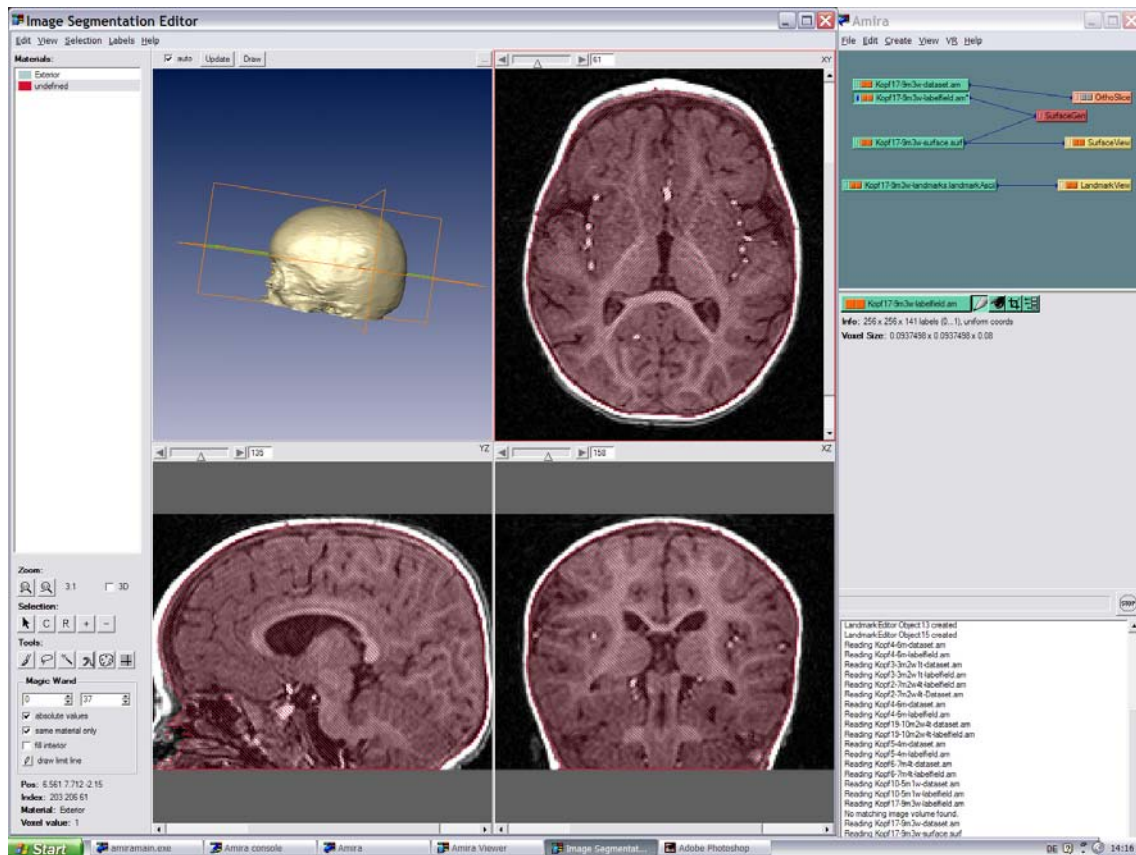 Image Segmentation Editor
Edit View Selection Labels Help
Materials:
Exterior
undefined
auto Update Draw ...
61 XY
135 YZ
158 XZ
Zoom:
3:1 3D
Selection:
C R + -
Tools:
Magic Wand
0 37
absolute values
same material only
fill interior
draw limit line
Pos: 6.561 7.712 -2.15
Index: 203 206 61
Material: Exterior
Voxel value: 1
Amira
File Edit Create View VR Help
Kopf17-9m3w-dataset.am
Kopf17-9m3w-labelfield.am*
OrthoSlice
SurfaceGen
Kopf17-9m3w-surface.surf
SurfaceView
Kopf17-9m3w-landmarks.landmarkAscii
LandmarkView
Kopf17-9m3w-labelfield.am
Info: 256 x 256 x 141 labels (0...1), uniform coords
Voxel Size: 0.0937498 x 0.0937498 x 0.08
STOP
LandmarkEditor Object13 created
LandmarkEditor Object15 created
Reading Kopf4-6m-dataset.am
Reading Kopf4-6m-labelfield.am
Reading Kopf3-3m2w1t-dataset.am
Reading Kopf3-3m2w1t-labelfield.am
Reading Kopf2-7m2w4t-labelfield.am
Reading Kopf2-7m2w4t-Dataset.am
Reading Kopf4-6m-dataset.am
Reading Kopf4-6m-labelfield.am
Reading Kopf19-10m2w4t-dataset.am
Reading Kopf19-10m2w4t-labelfield.am
Reading Kopf5-4m-dataset.am
Reading Kopf5-4m-labelfield.am
Reading Kopf6-7m4t-dataset.am
Reading Kopf6-7m4t-labelfield.am
Reading Kopf10-5m1w-dataset.am
Reading Kopf10-5m1w-labelfield.am
Reading Kopf17-9m3w-labelfield.am
No matching image volume found.
Reading Kopf17-9m3w-dataset.am
Reading Kopf17-9m3w-surface.surf
Start amiramain.exe Amira console Amira Amira Viewer Image Segmentat... Adobe Photoshop DE 14:16